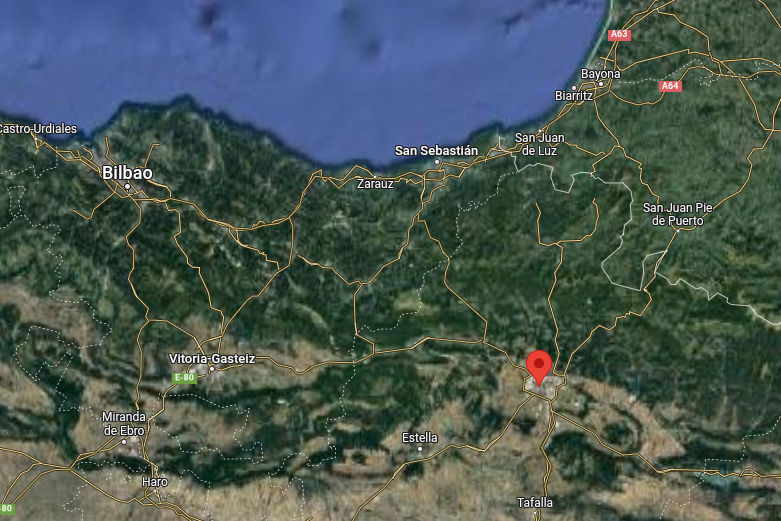 A63
Bayona
A64
Biarritz
Castro-Urdiales
San Sebastián
San Juan
de Luz
Bilbao
Zarauz
San Juan Pie
de Puerto
Vitoria-Gasteiz
E-80
Miranda
de Ebro
Estella
Haro
Tafalla
80